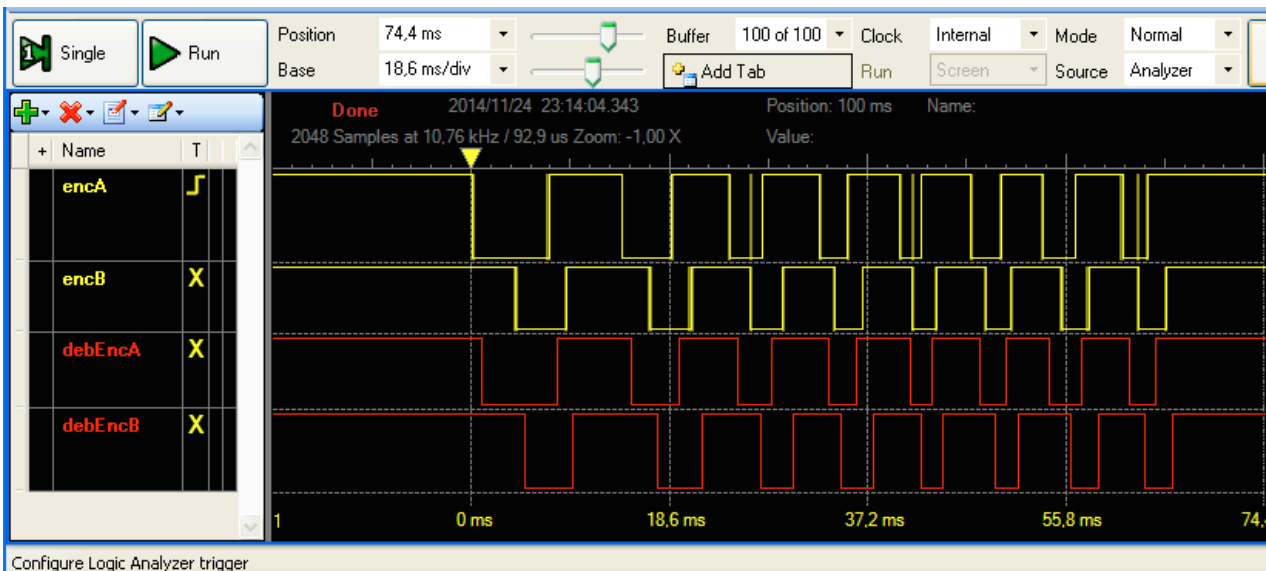 Single Run Position 74,4 ms Buffer 100 of 100 Clock Internal Mode Normal
Base 18,6 ms/div Add Tab Run Screen Source Analyzer
Done 2014/11/24 23:14:04.343 Position: 100 ms Name:
2048 Samples at 10,76 kHz / 92,9 us Zoom: -1,00 X Value:
+ Name T
encA
encB X
debEncA X
debEncB X
1 0 ms 18,6 ms 37,2 ms 55,8 ms 74,
Configure Logic Analyzer trigger